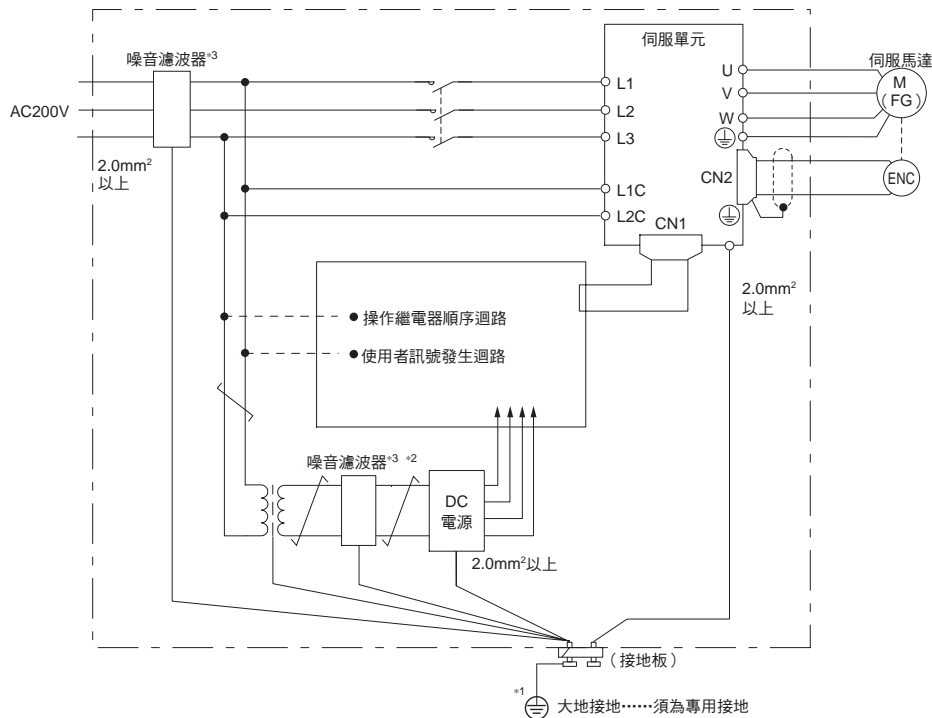 噪音濾波器*3
AC200V
2.0mm²
以上
伺服單元
L1
L2
L3
L1C
L2C
U
V
W
CN2
CN1
伺服馬達
M
(FG)
ENC
2.0mm²
以上
操作繼電器順序迴路
使用者訊號發生迴路
噪音濾波器*3 *2
DC
電源
2.0mm²以上
(接地板)
*1
大地接地……須為專用接地